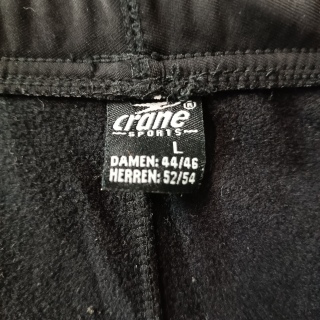 crane®
SPORTS
L
DAMEN: 44/46
HERREN: 52/54